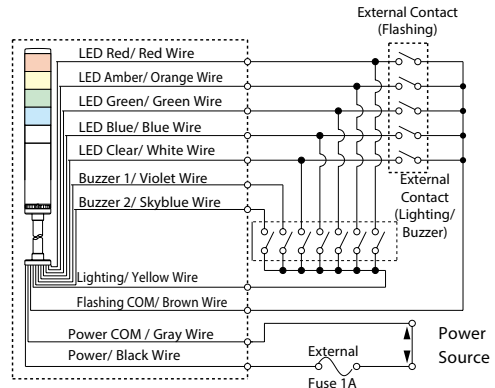 External Contact
(Flashing)
LED Red/ Red Wire
LED Amber/ Orange Wire
LED Green/ Green Wire
LED Blue/ Blue Wire
LED Clear/ White Wire
Buzzer 1/ Violet Wire
Buzzer 2/ Skyblue Wire
External
Contact
(Lighting/
Buzzer)
Lighting/ Yellow Wire
Flashing COM/ Brown Wire
Power COM / Gray Wire
Power/ Black Wire
External
Fuse 1A
Power
Source